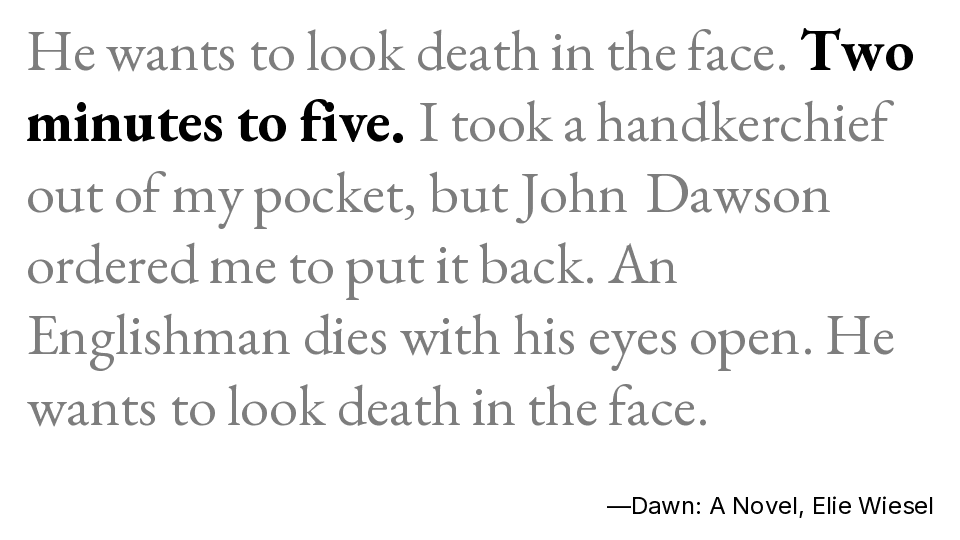 He wants to look death in the face. Two
minutes to five. I took a handkerchief
out of my pocket, but John Dawson
ordered me to put it back. An
Englishman dies with his eyes open. He
wants to look death in the face.
—Dawn: A Novel, Elie Wiesel